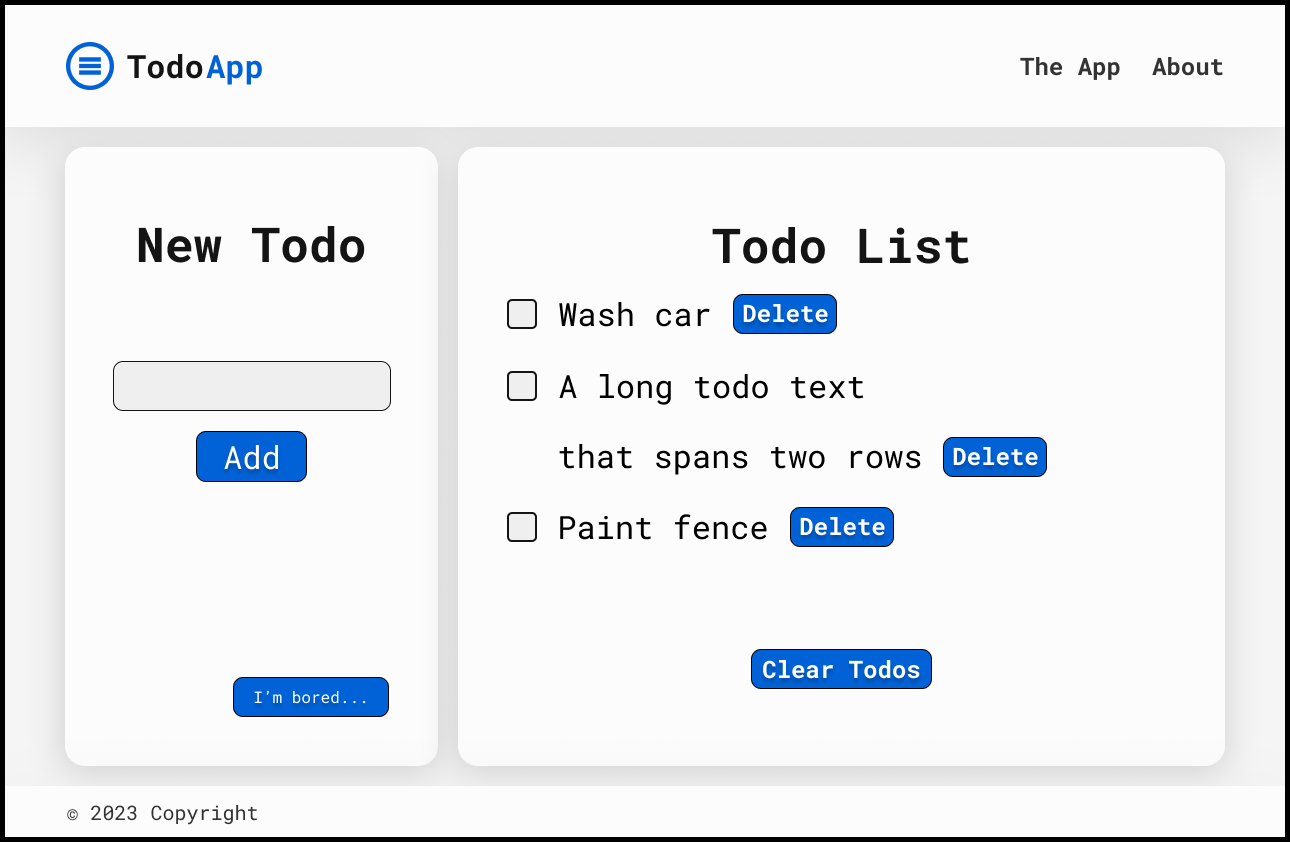 TodoApp
The App About
New Todo
Add
I’m bored...
Todo List
Wash car Delete
A long todo text
that spans two rows Delete
Paint fence Delete
Clear Todos
© 2023 Copyright